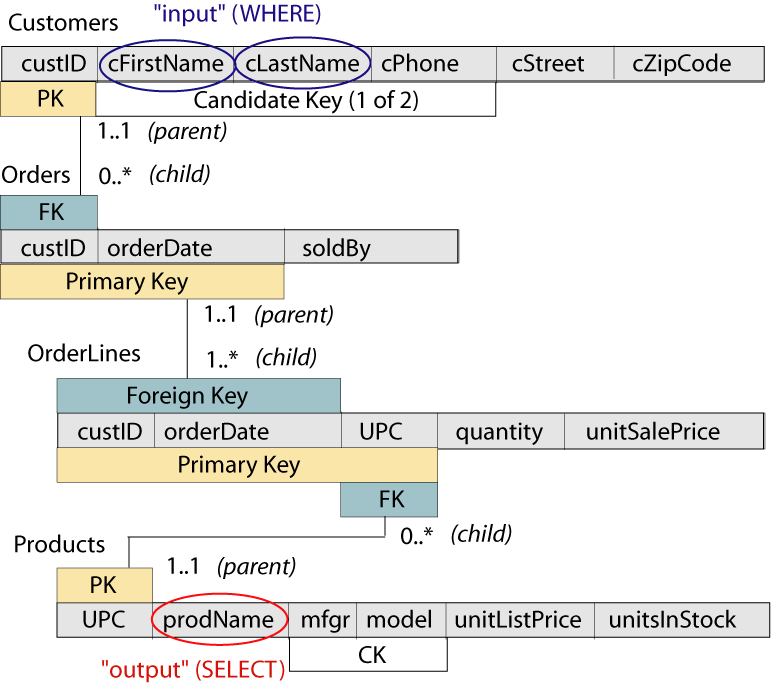 "input" (WHERE)
Customers
custID cFirstName cLastName cPhone cStreet cZipCode
PK Candidate Key (1 of 2)
1..1 (parent)
Orders 0..* (child)
FK
custID orderDate soldBy
Primary Key
1..1 (parent)
OrderLines 1..* (child)
Foreign Key
custID orderDate UPC quantity unitSalePrice
Primary Key
FK
0..* (child)
Products
1..1 (parent)
PK
UPC prodName mfgr model unitListPrice unitsInStock
CK
"output" (SELECT)